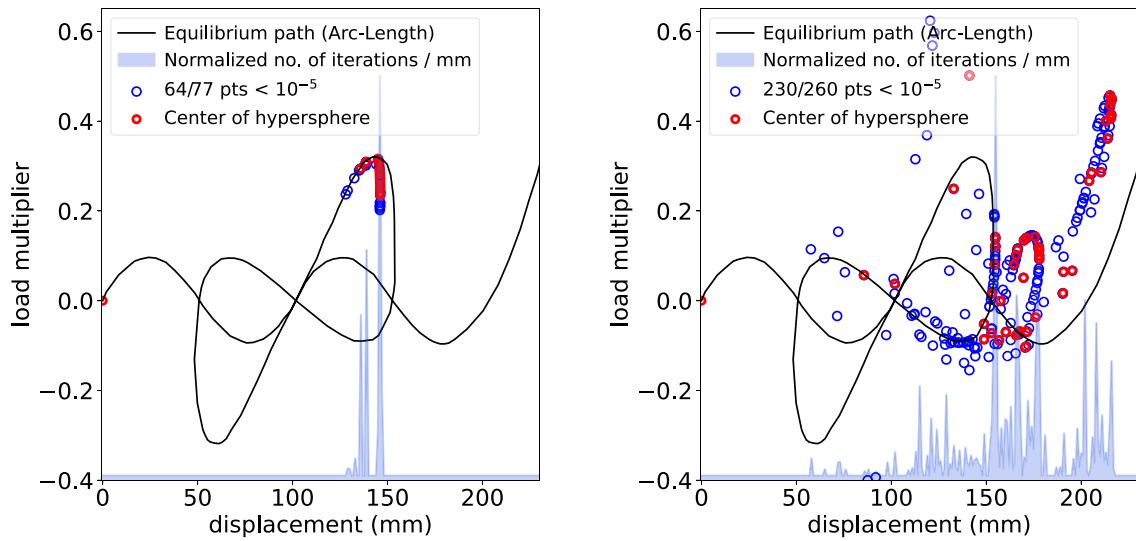 0.6
0.4
0.2
0.0
−0.2
−0.4
load multiplier
0
50
100
150
200
displacement (mm)
Equilibrium path (Arc-Length)
Normalized no. of iterations / mm
64/77 pts < 10⁻⁵
Center of hypersphere
0.6
0.4
0.2
0.0
−0.2
−0.4
load multiplier
0
50
100
150
200
displacement (mm)
Equilibrium path (Arc-Length)
Normalized no. of iterations / mm
230/260 pts < 10⁻⁵
Center of hypersphere